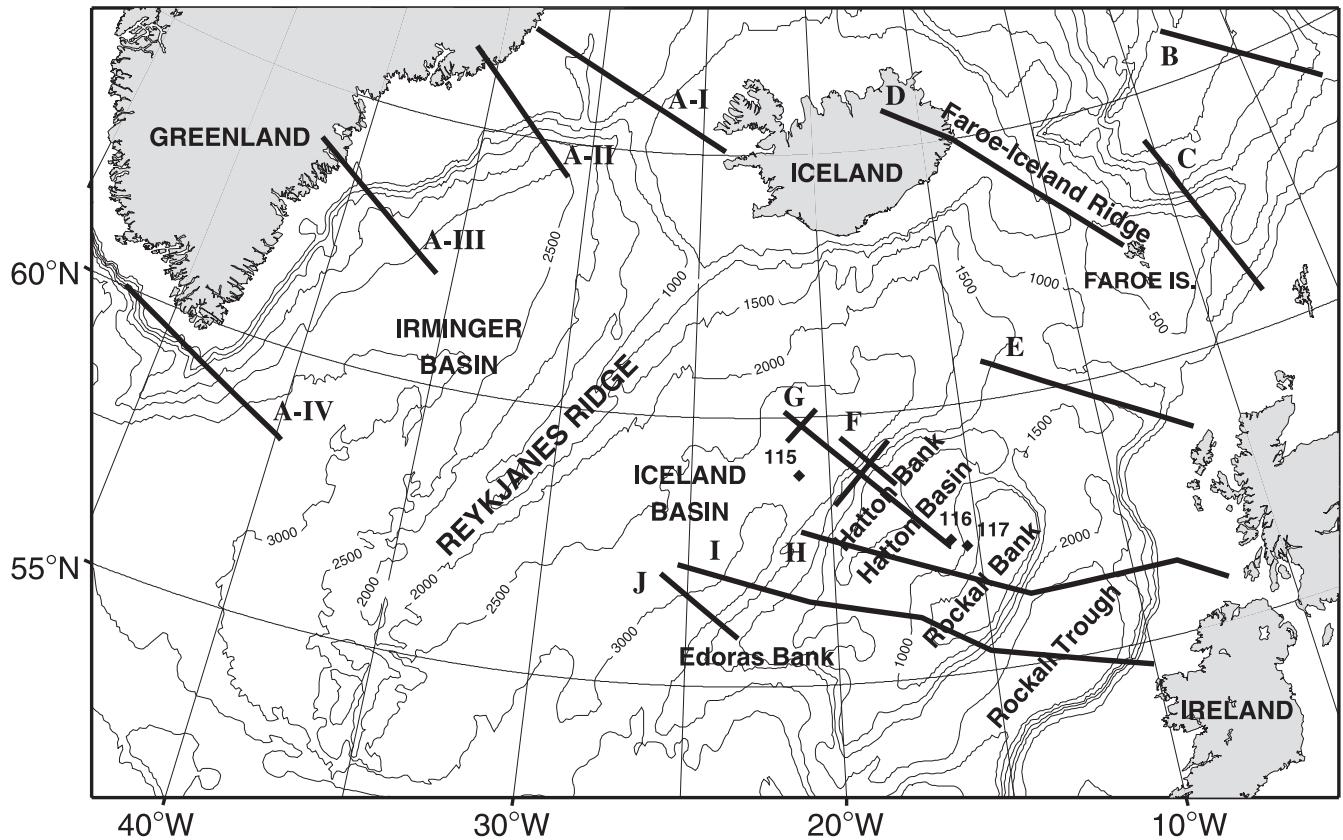 B
A-I
D
Faroe-Iceland Ridge
GREENLAND
A-II
C
ICELAND
A-III
2500
1000
1500
1000
FAROE IS.
500
60°N
1500
IRMINGER
BASIN
2000
E
A-IV
G
F
1500
REYKJANES RIDGE
115
ICELAND
BASIN
Hatton Bank
Hatton Basin
116
117
3000
2500
2000
2000
2500
2000
55°N
I
H
J
Rockall Bank
3000
1000
Edoras Bank
Rockall Trough
IRELAND
40°W
30°W
20°W
10°W